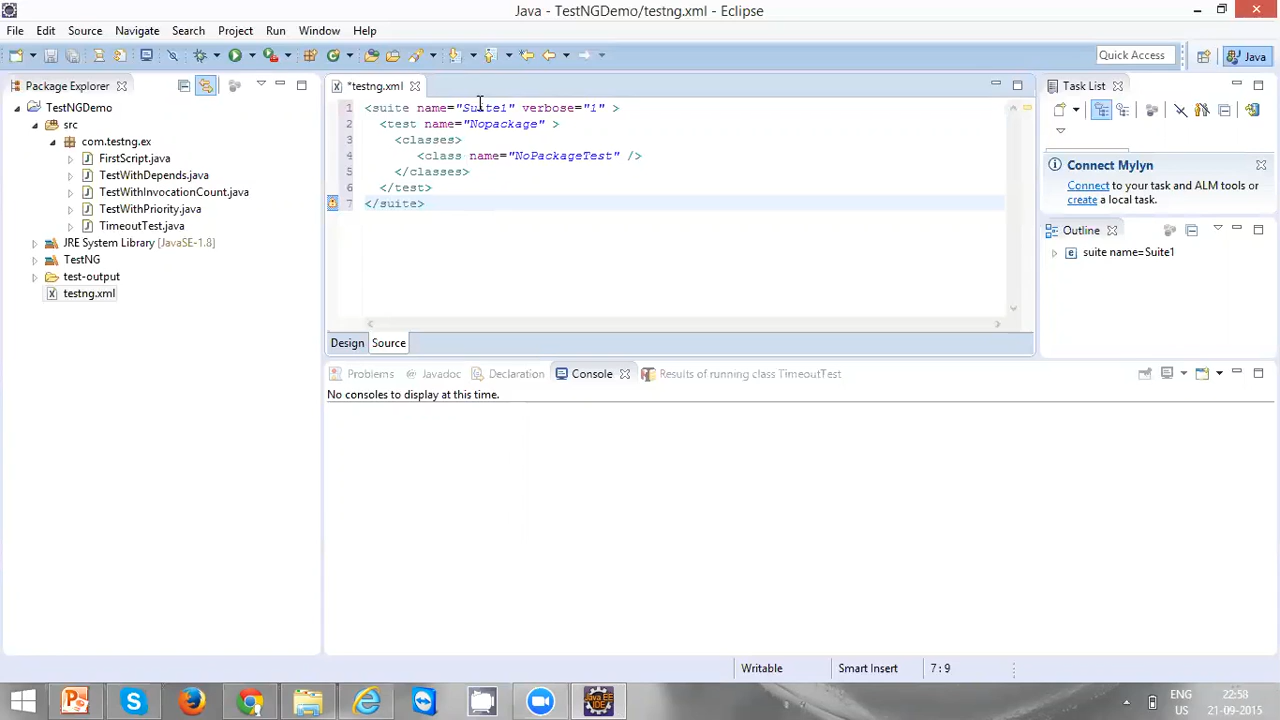 Java - TestNGDemo/testng.xml - Eclipse
File Edit Source Navigate Search Project Run Window Help
Quick Access
Java
Package Explorer
TestNGDemo
src
com.testng.ex
FirstScript.java
TestWithDepends.java
TestWithInvocationCount.java
TestWithPriority.java
TimeoutTest.java
JRE System Library [JavaSE-1.8]
TestNG
test-output
testng.xml
*testng.xml
1 <suite name="Suite1" verbose="1" >
2 <test name="Nopackage" >
3 <classes>
4 <class name="NoPackageTest" />
5 </classes>
6 </test>
7 </suite>
Design Source
Task List
Connect Mylyn
Connect to your task and ALM tools or
create a local task.
Outline
suite name=Suite1
Problems Javadoc Declaration Console Results of running class TimeoutTest
No consoles to display at this time.
Writable Smart Insert 7 : 9
ENG 22:58
US 21-09-2015